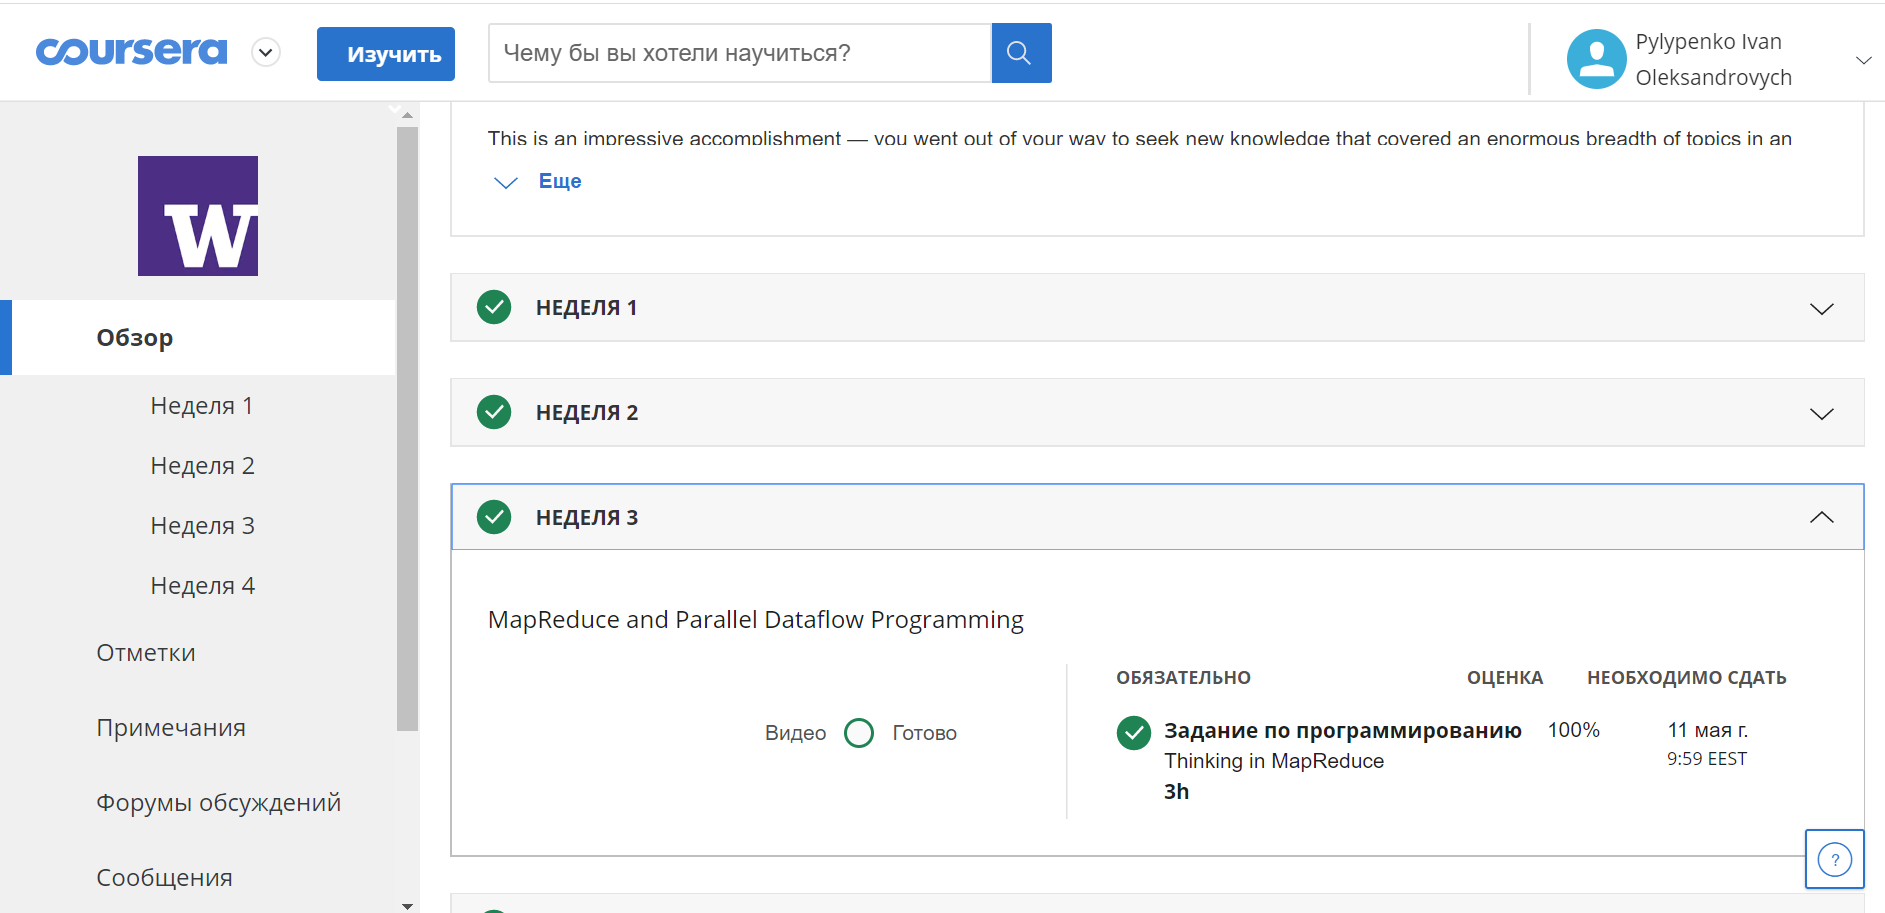 coursera
Изучить
Чему бы вы хотели научиться?
Pylypenko Ivan
Oleksandrovych
W
Обзор
Неделя 1
Неделя 2
Неделя 3
Неделя 4
Отметки
Примечания
Форумы обсуждений
Сообщения
This is an impressive accomplishment — you went out of your way to seek new knowledge that covered an enormous breadth of topics in an
Еще
НЕДЕЛЯ 1
НЕДЕЛЯ 2
НЕДЕЛЯ 3
MapReduce and Parallel Dataflow Programming
Видео Готово
ОБЯЗАТЕЛЬНО ОЦЕНКА НЕОБХОДИМО СДАТЬ
Задание по программированию 100% 11 мая г.
Thinking in MapReduce 9:59 EEST
3h
?